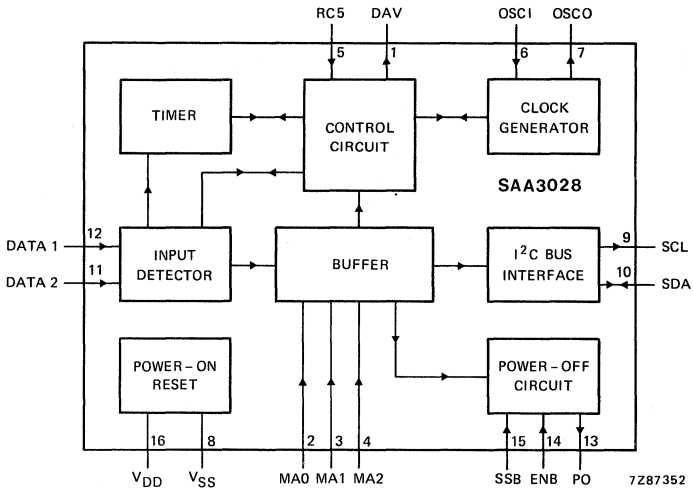 RC5 DAV OSCI OSCO
5 1 6 7
TIMER
CONTROL
CIRCUIT
CLOCK
GENERATOR
SAA3028
DATA 1 12
DATA 2 11
INPUT
DETECTOR
BUFFER
I²C BUS
INTERFACE
9 SCL
10 SDA
POWER-ON
RESET
POWER-OFF
CIRCUIT
16 8 2 3 4 15 14 13
VDD VSS MA0 MA1 MA2 SSB ENB PO
7Z87352